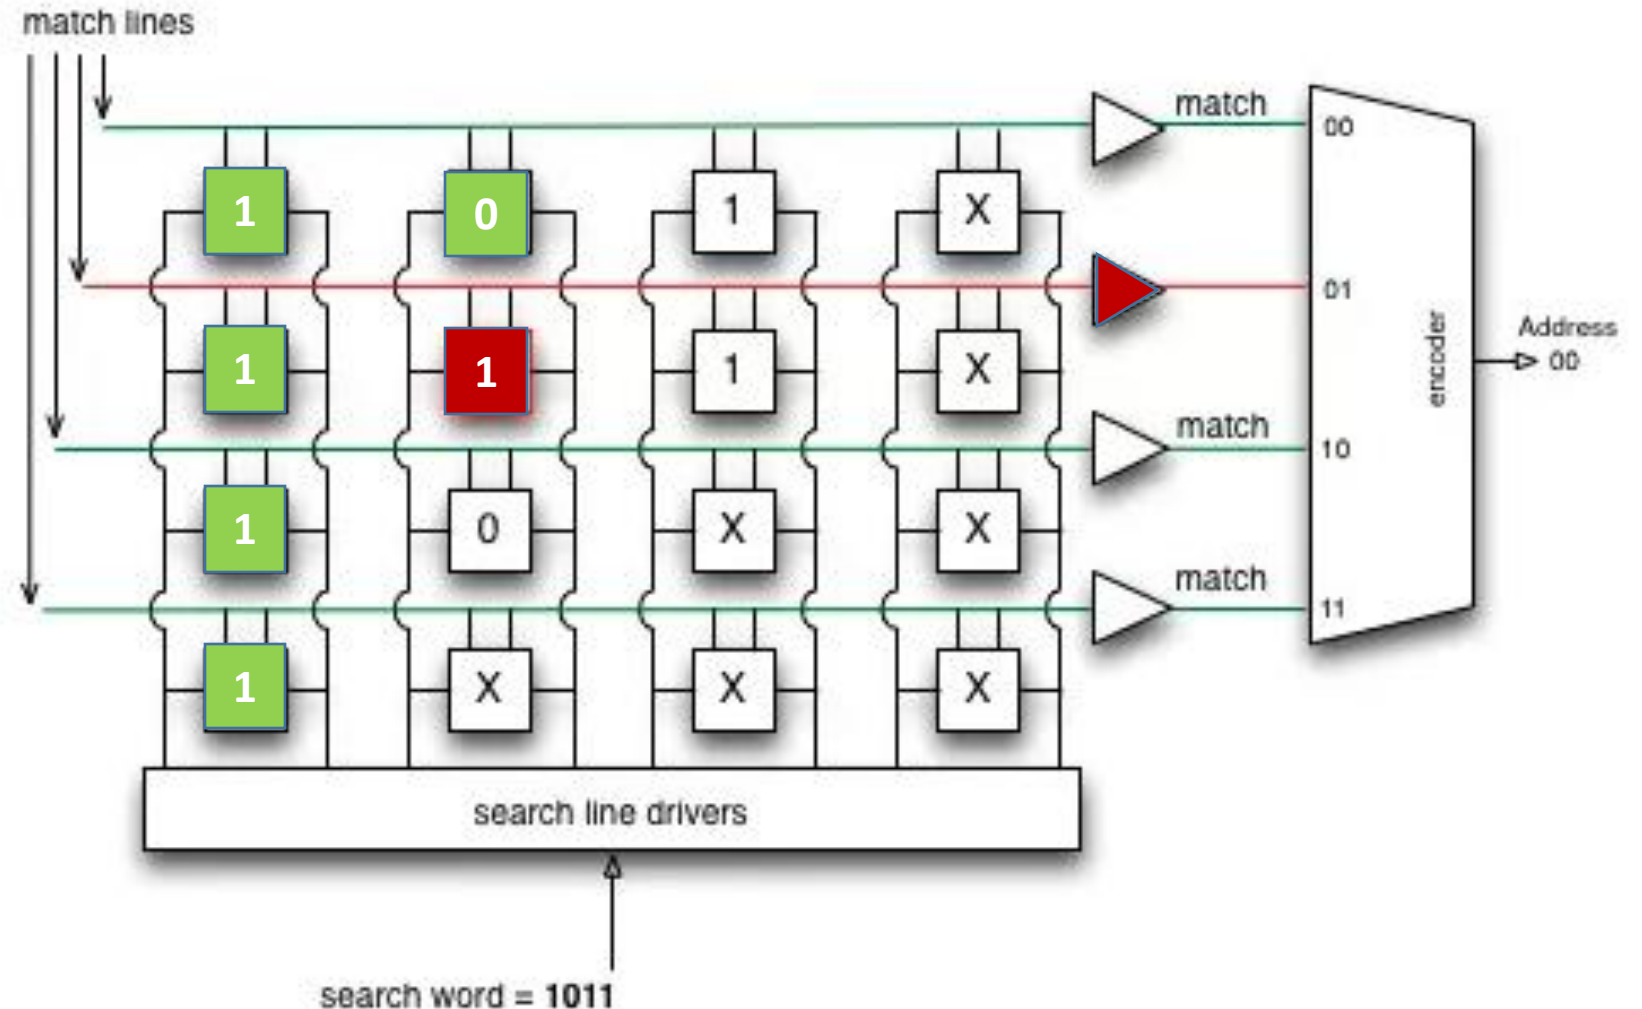 match lines
match
00
1 0 1 X
01
1 1 1 X
encoder
Address
00
match
10
1 0 X X
match
11
1 X X X
search line drivers
search word = 1011